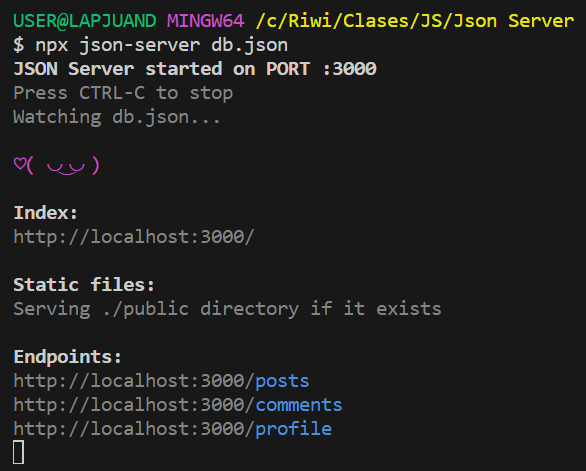 USER@LAPJUAND MINGW64 /c/Riwi/Clases/JS/Json Server
$ npx json-server db.json
JSON Server started on PORT :3000
Press CTRL-C to stop
Watching db.json...
♡( ◡‿◡ )
Index:
http://localhost:3000/
Static files:
Serving ./public directory if it exists
Endpoints:
http://localhost:3000/posts
http://localhost:3000/comments
http://localhost:3000/profile